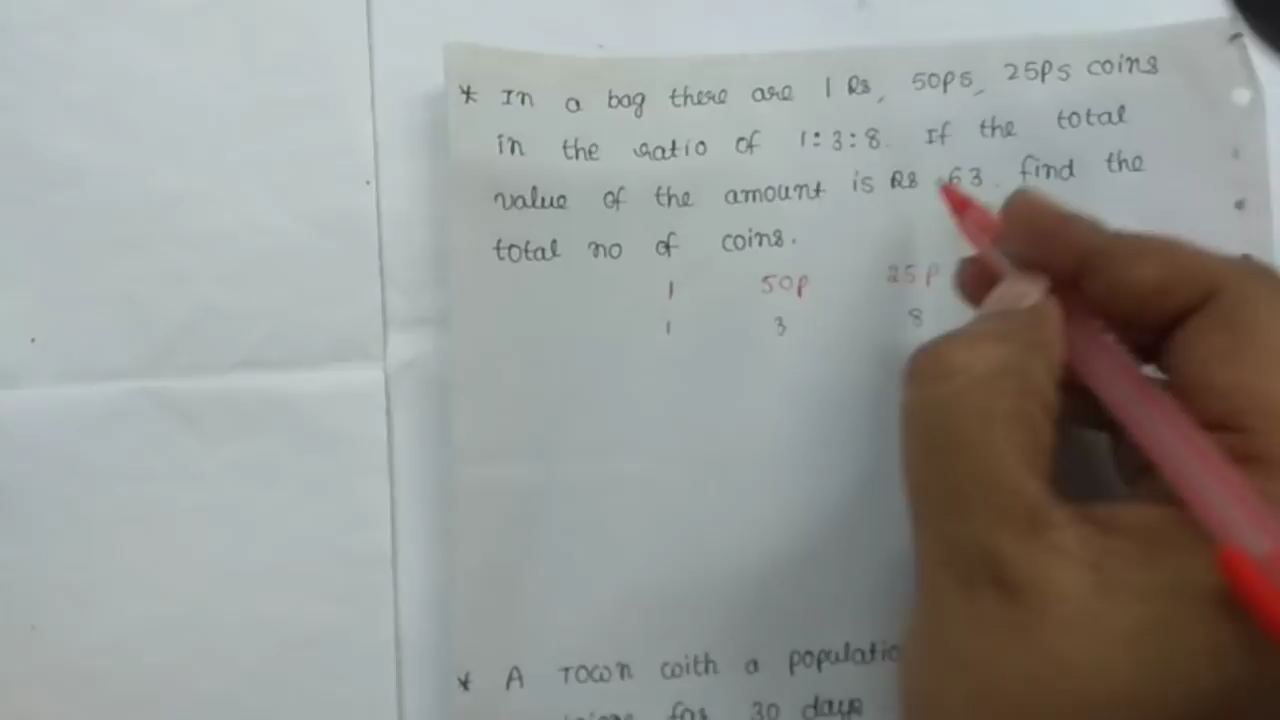 * In a bag there are 1 Rs, 50Ps, 25Ps coins
in the ratio of 1:3:8. If the total
value of the amount is Rs 63. find the
total no of coins.
1 50p 25p
1 3 8
* A Town with a populatio
for 30 days